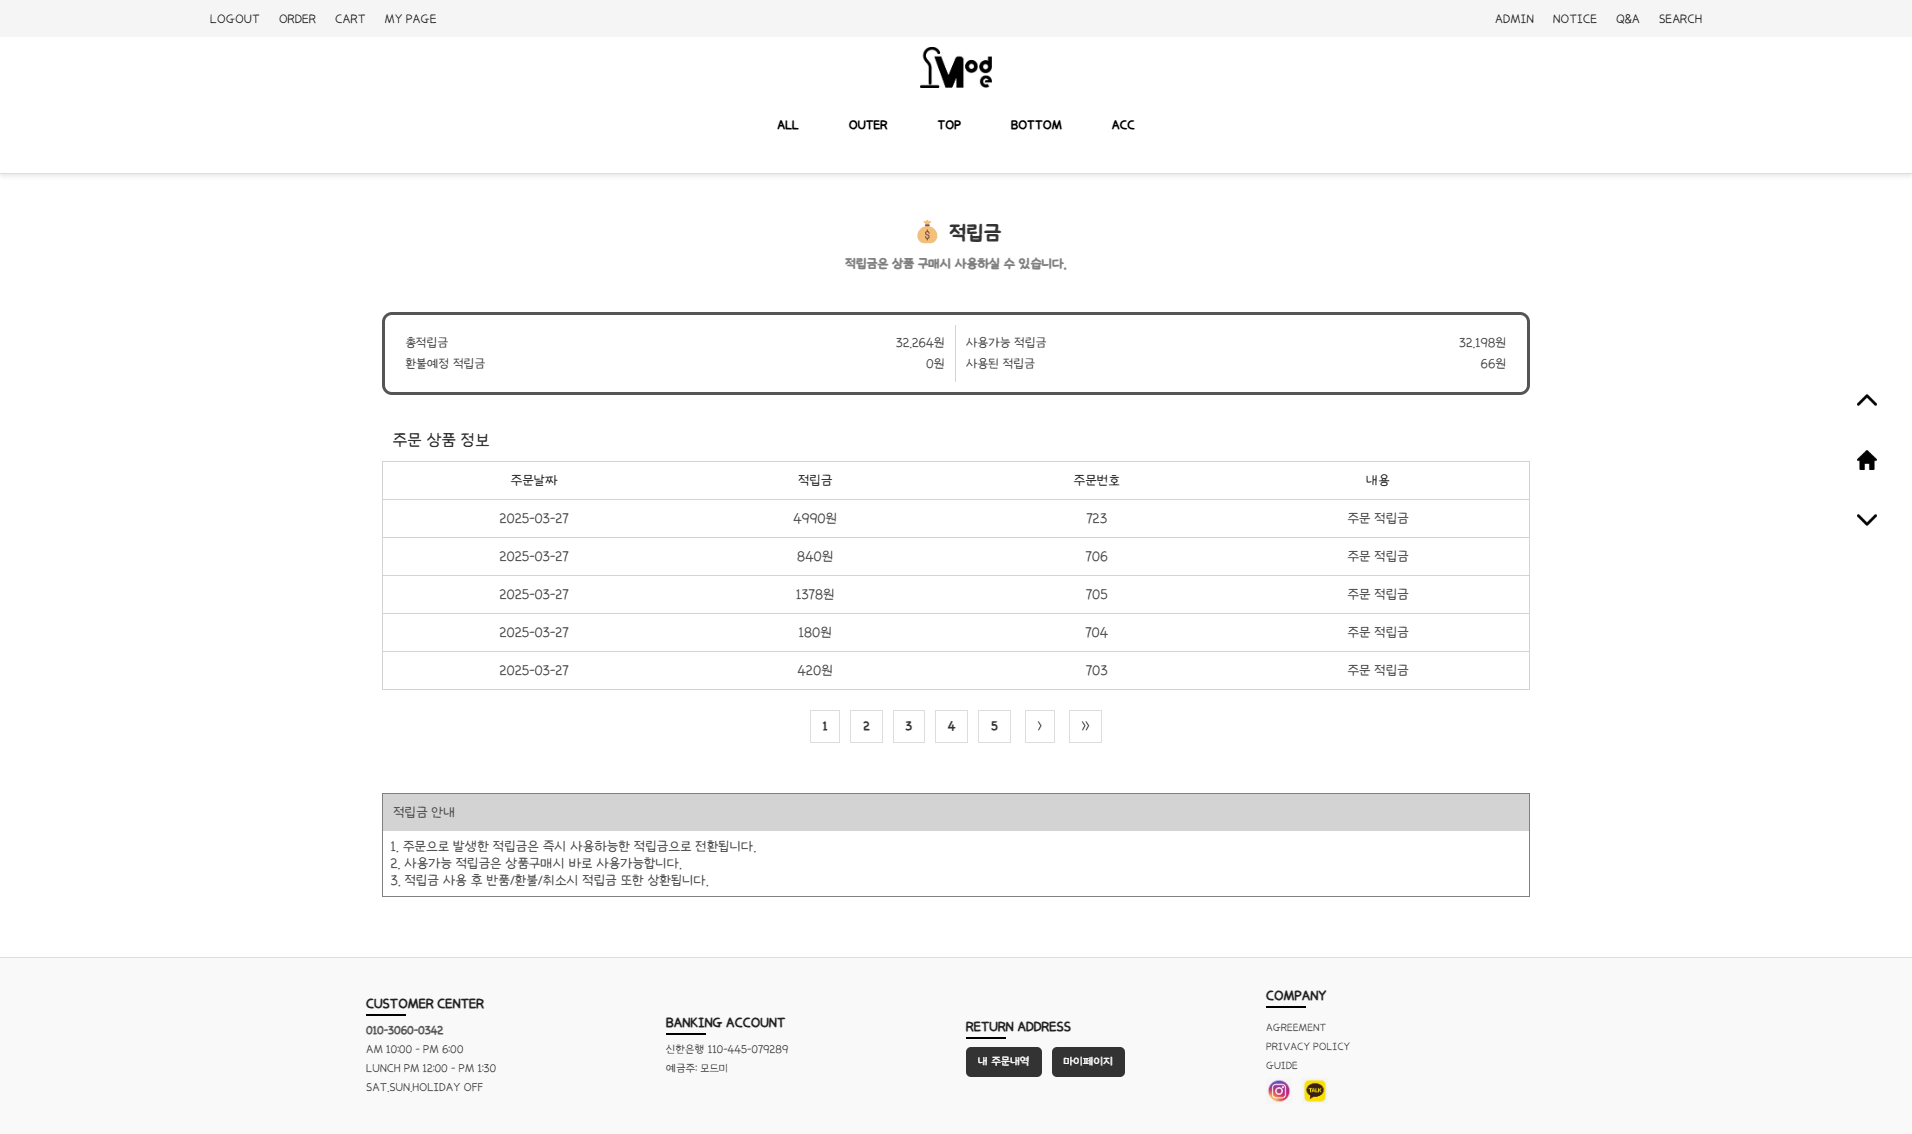 LOGOUT ORDER CART MY PAGE ADMIN NOTICE Q&A SEARCH
Mode
ALL OUTER TOP BOTTOM ACC
적립금
적립금은 상품 구매시 사용하실 수 있습니다.
총적립금 32,264원 사용가능 적립금 32,198원
환불예정 적립금 0원 사용된 적립금 66원
주문 상품 정보
주문날짜 적립금 주문번호 내용
2025-03-27 4990원 723 주문 적립금
2025-03-27 840원 706 주문 적립금
2025-03-27 1378원 705 주문 적립금
2025-03-27 180원 704 주문 적립금
2025-03-27 420원 703 주문 적립금
1 2 3 4 5 > >>
적립금 안내
1. 주문으로 발생한 적립금은 즉시 사용하능한 적립금으로 전환됩니다.
2. 사용가능 적립금은 상품구매시 바로 사용가능합니다.
3. 적립금 사용 후 반품/환불/취소시 적립금 또한 상환됩니다.
CUSTOMER CENTER
010-3060-0342
AM 10:00 - PM 6:00
LUNCH PM 12:00 - PM 1:30
SAT,SUN,HOLIDAY OFF
BANKING ACCOUNT
신한은행 110-445-079289
예금주: 모드미
RETURN ADDRESS
내 주문내역 마이페이지
COMPANY
AGREEMENT
PRIVACY POLICY
GUIDE
TALK